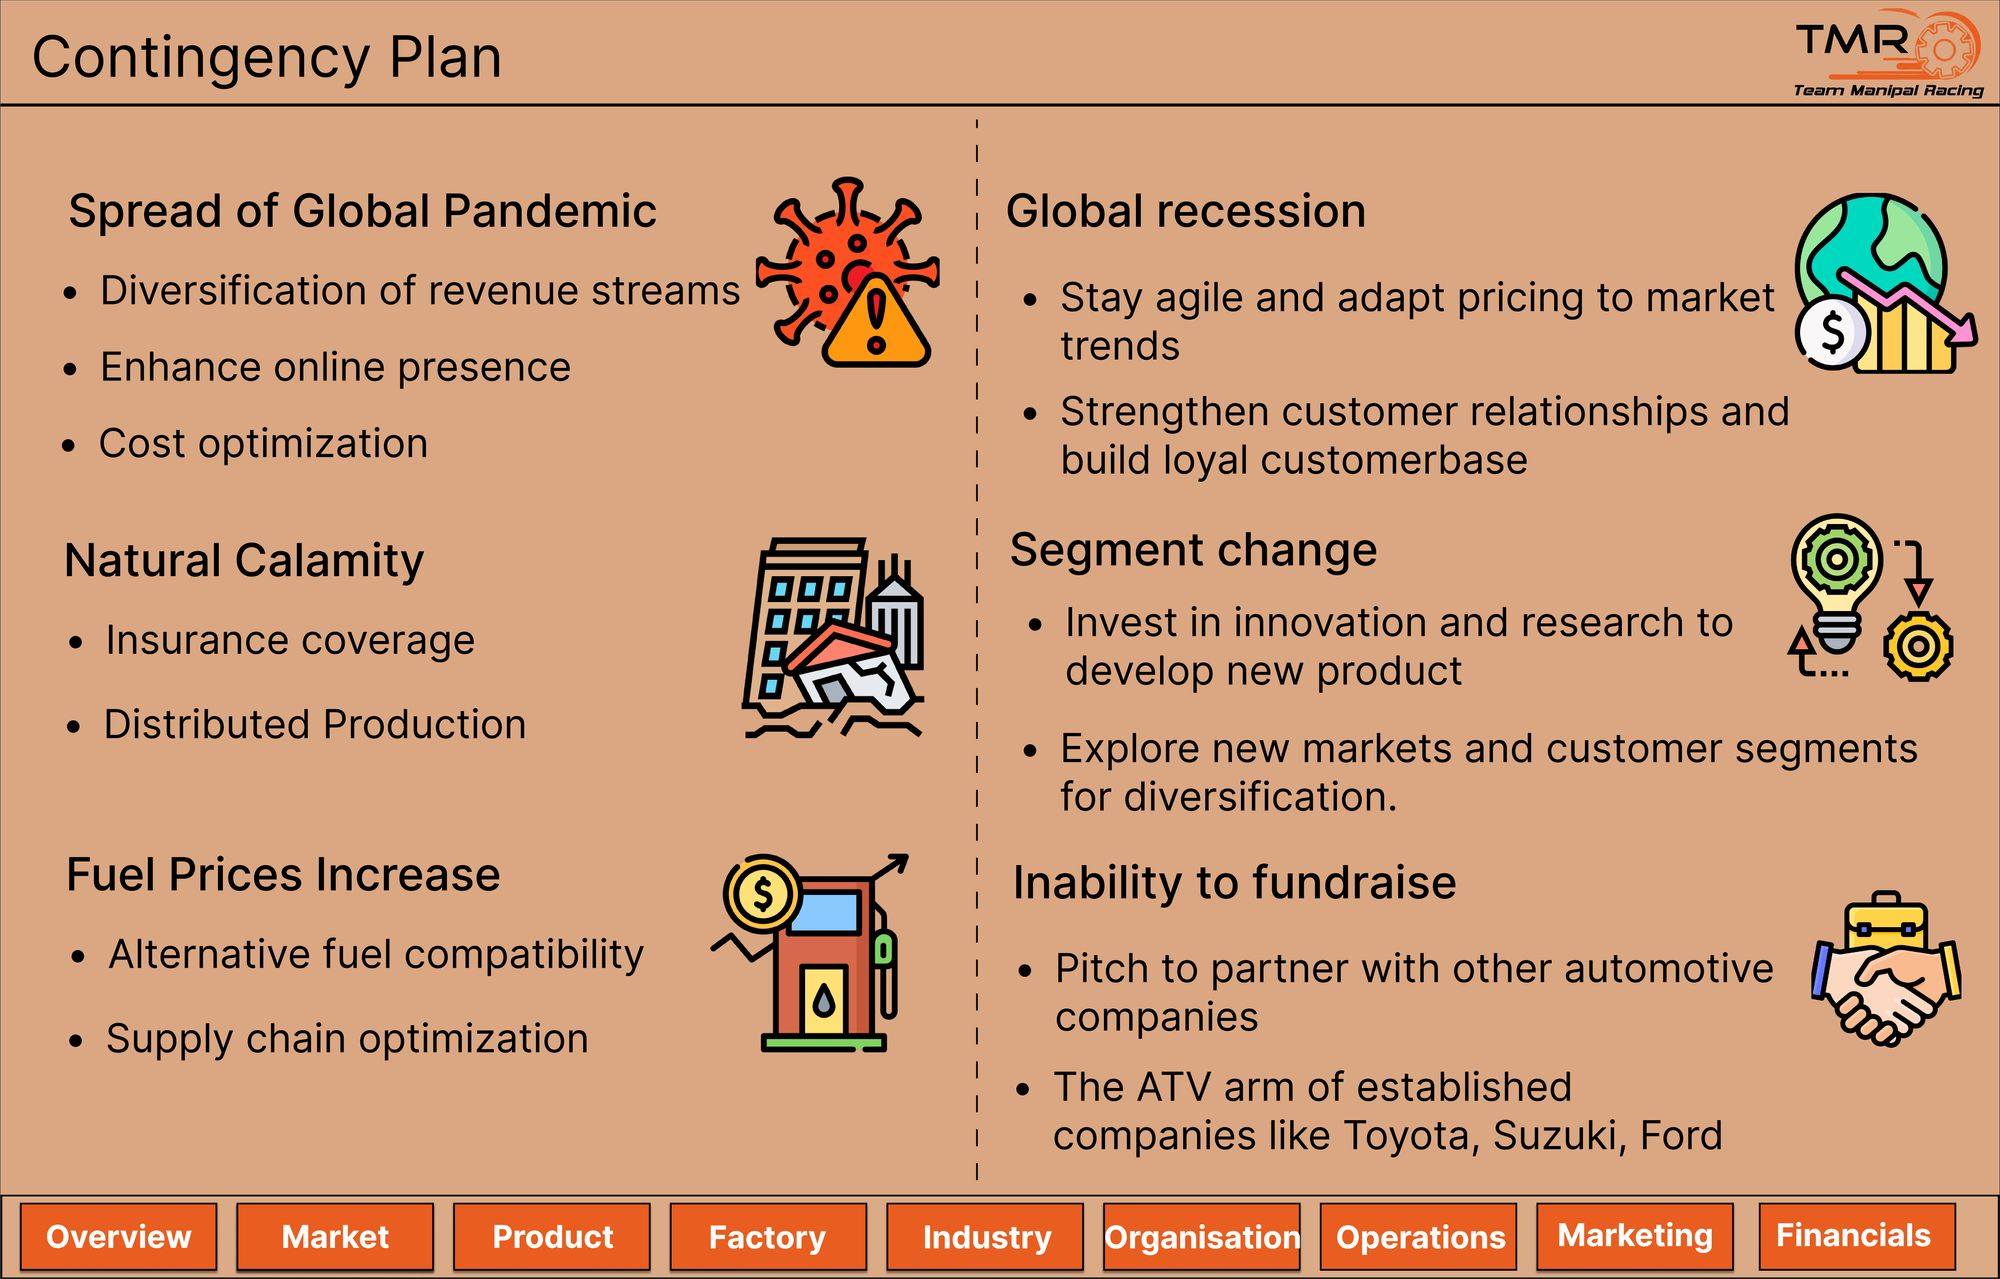 Contingency Plan
TMR
Team Manipal Racing
Spread of Global Pandemic
• Diversification of revenue streams
• Enhance online presence
• Cost optimization
Natural Calamity
• Insurance coverage
• Distributed Production
Fuel Prices Increase
$
• Alternative fuel compatibility
• Supply chain optimization
Global recession
• Stay agile and adapt pricing to market
trends
$
• Strengthen customer relationships and
build loyal customerbase
Segment change
• Invest in innovation and research to
develop new product
• Explore new markets and customer segments
for diversification.
Inability to fundraise
• Pitch to partner with other automotive
companies
• The ATV arm of established
companies like Toyota, Suzuki, Ford
Overview
Market
Product
Factory
Industry
Organisation
Operations
Marketing
Financials